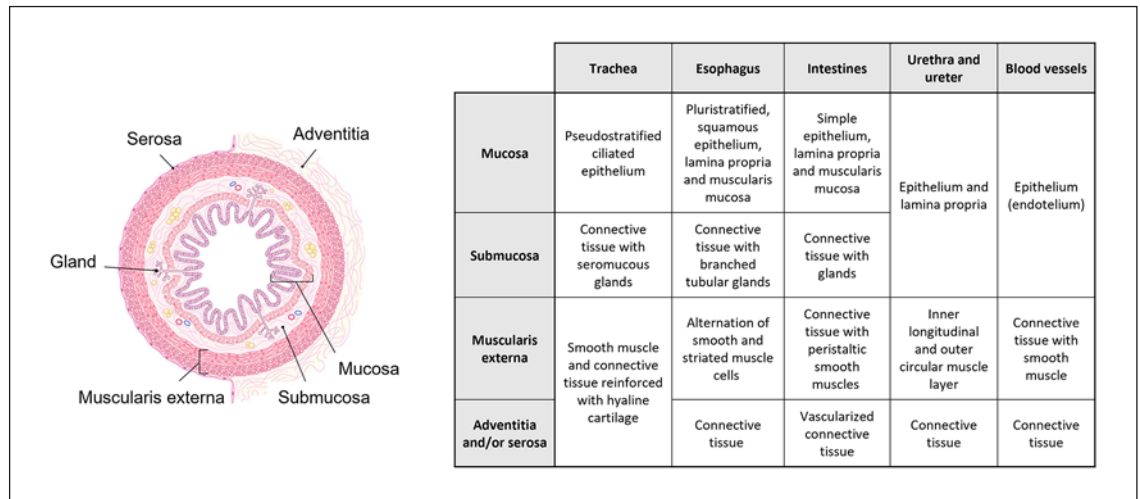 Serosa
Adventitia
Gland
Mucosa
Muscularis externa
Submucosa
Trachea
Esophagus
Intestines
Urethra and
ureter
Blood vessels
Mucosa
Pseudostratified
ciliated
epithelium
Pluristratified,
squamous
epithelium,
lamina propria
and muscularis
mucosa
Simple
epithelium,
lamina propria
and muscularis
mucosa
Epithelium and
lamina propria
Epithelium
(endotelium)
Submucosa
Connective
tissue with
seromucous
glands
Connective
tissue with
branched
tubular glands
Connective
tissue with
glands
Muscularis
externa
Smooth muscle
and connective
tissue reinforced
with hyaline
cartilage
Alternation of
smooth and
striated muscle
cells
Connective
tissue with
peristaltic
smooth
muscles
Inner
longitudinal
and outer
circular muscle
layer
Connective
tissue with
smooth
muscle
Adventitia
and/or serosa
Connective
tissue
Vascularized
connective
tissue
Connective
tissue
Connective
tissue